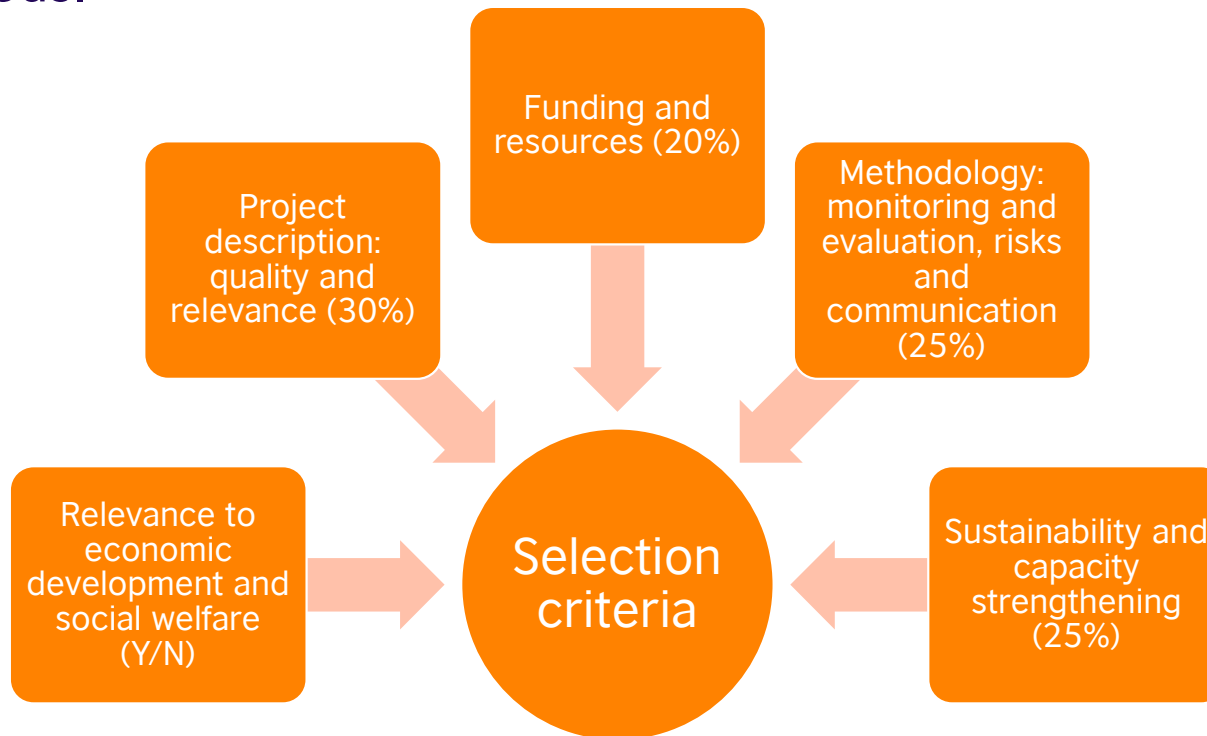 Funding and
resources (20%)
Project
description:
quality and
relevance (30%)
Methodology:
monitoring and
evaluation, risks
and
communication
(25%)
Relevance to
economic
development and
social welfare
(Y/N)
Selection
criteria
Sustainability and
capacity
strengthening
(25%)